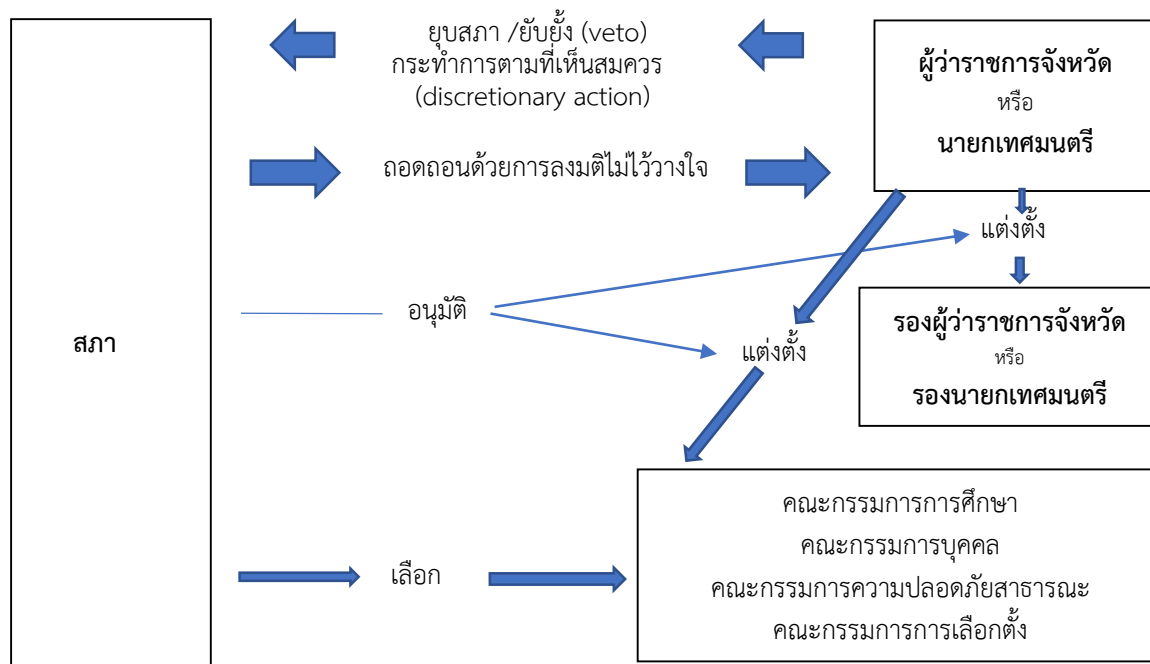 ยุบสภา /ยับยั้ง (veto)
กระทำการตามที่เห็นสมควร
(discretionary action)
ผู้ว่าราชการจังหวัด
หรือ
นายกเทศมนตรี
ถอดถอนด้วยการลงมติไม่ไว้วางใจ
แต่งตั้ง
อนุมัติ
สภา
แต่งตั้ง
รองผู้ว่าราชการจังหวัด
หรือ
รองนายกเทศมนตรี
คณะกรรมการการศึกษา
คณะกรรมการบุคคล
คณะกรรมการความปลอดภัยสาธารณะ
คณะกรรมการการเลือกตั้ง
เลือก